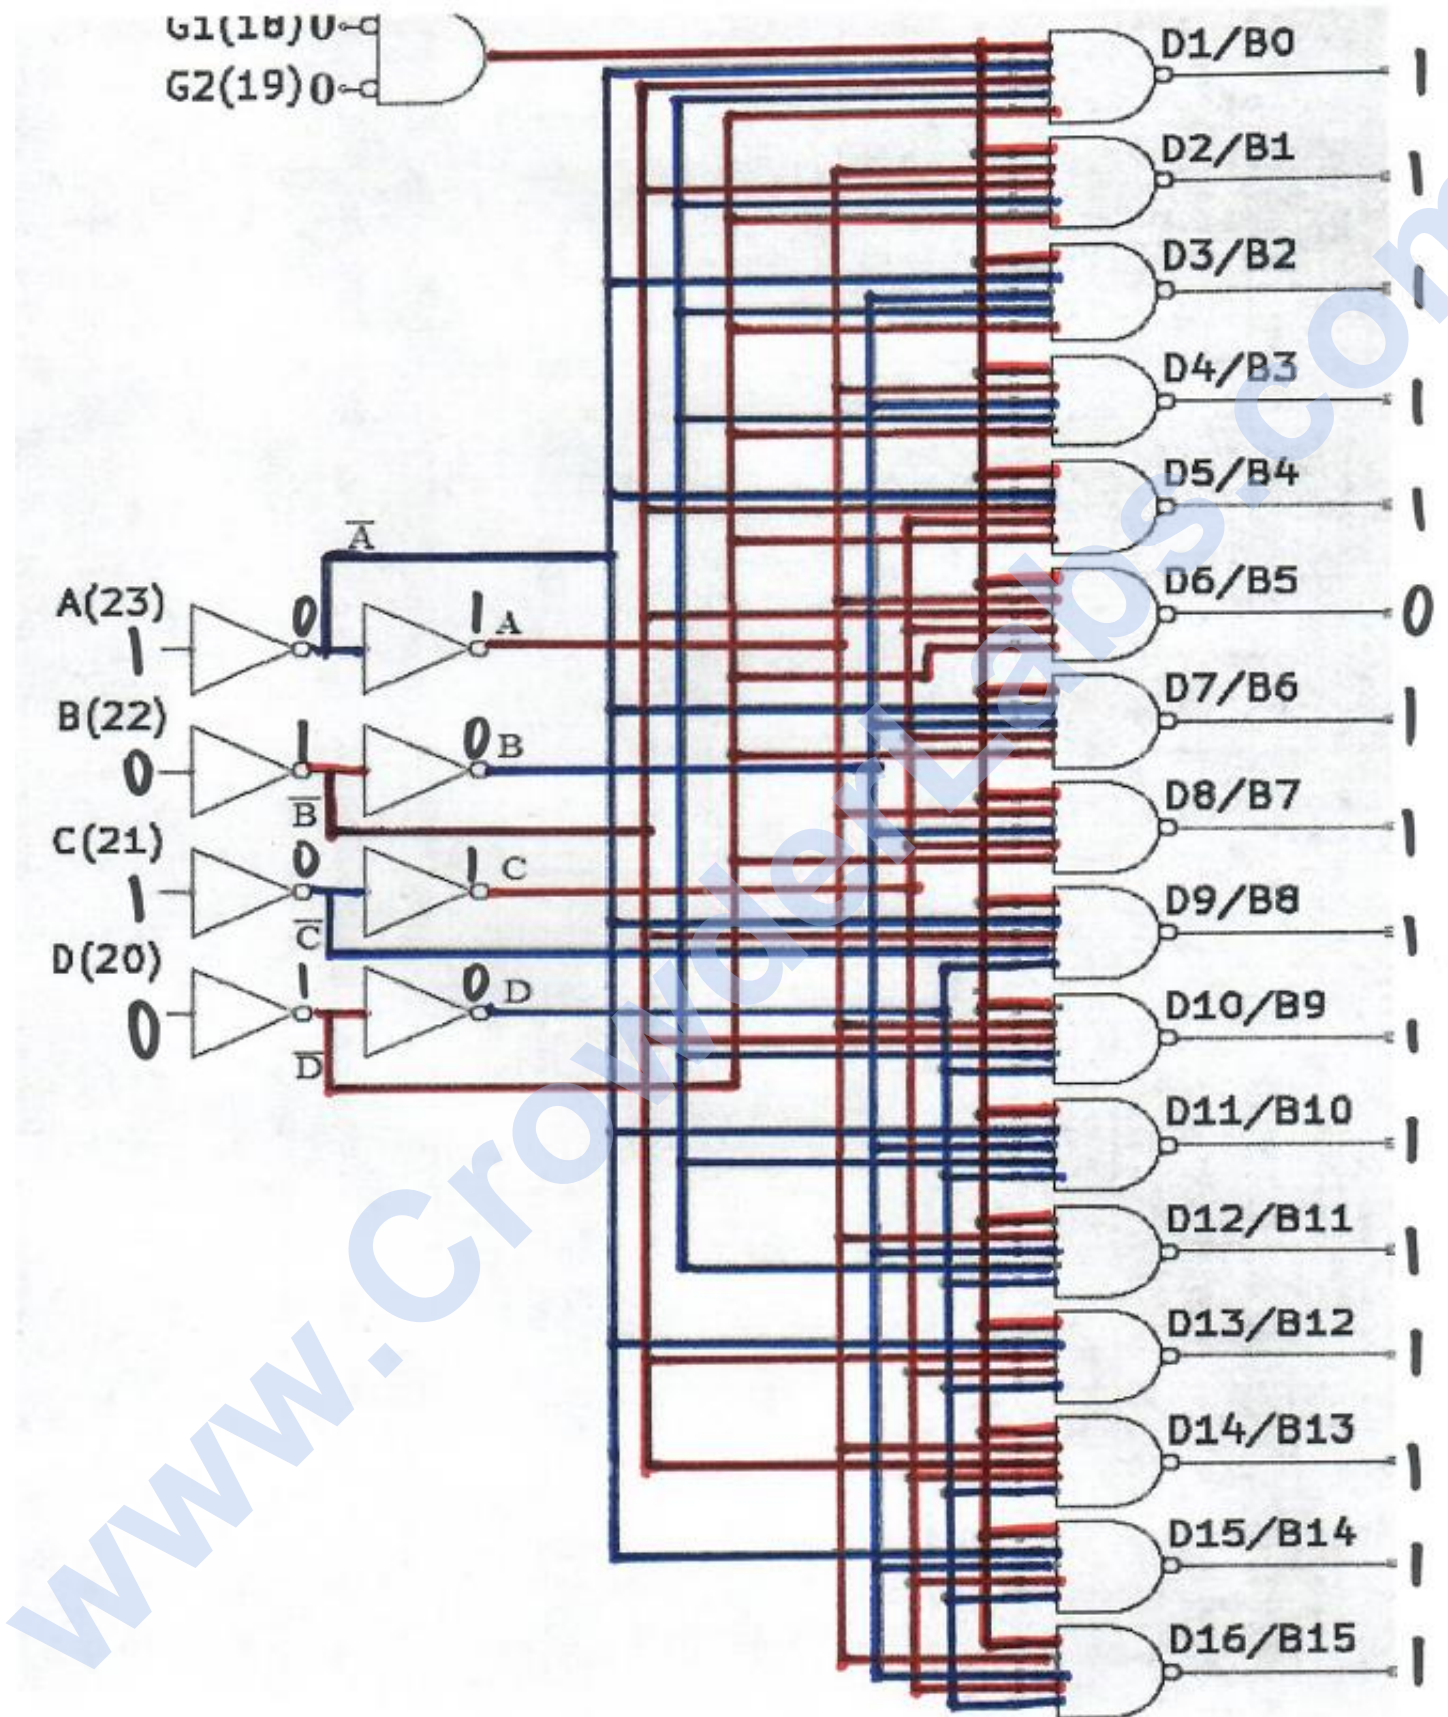 G1(18)0
G2(19)0
D1/B0 1
D2/B1 1
D3/B2 1
D4/B3 1
D5/B4 1
D6/B5 0
D7/B6 1
D8/B7 1
D9/B8 1
D10/B9 1
D11/B10 1
D12/B11 1
D13/B12 1
D14/B13 1
D15/B14 1
D16/B15 1
A̅
A(23)
1 0 1 A
B(22)
0 1 0 B
B̅
C(21)
1 0 1 C
C̅
D(20)
0 1 0 D
D̅
www.CrowderLabs.com